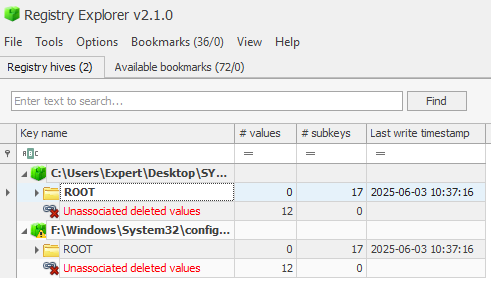 Registry Explorer v2.1.0
File Tools Options Bookmarks (36/0) View Help
Registry hives (2) Available bookmarks (72/0)
Enter text to search... Find
Key name # values # subkeys Last write timestamp
ABC = = =
C:\Users\Expert\Desktop\SY...
ROOT 0 17 2025-06-03 10:37:16
Unassociated deleted values 12 0
F:\Windows\System32\config...
ROOT 0 17 2025-06-03 10:37:16
Unassociated deleted values 12 0